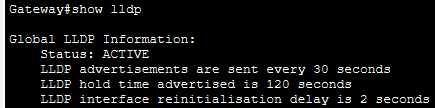 Gateway#show lldp
Global LLDP Information:
Status: ACTIVE
LLDP advertisements are sent every 30 seconds
LLDP hold time advertised is 120 seconds
LLDP interface reinitialisation delay is 2 seconds